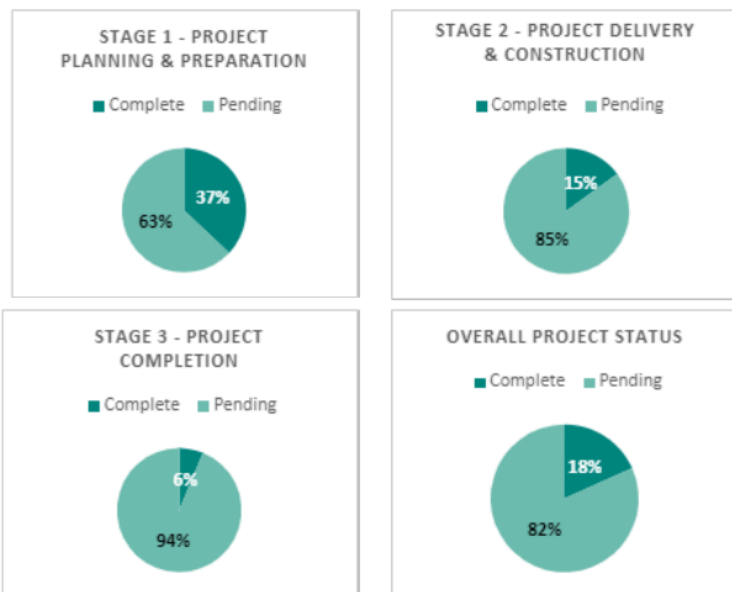 STAGE 1 - PROJECT
PLANNING & PREPARATION
Complete Pending
37%
63%
STAGE 2 - PROJECT DELIVERY
& CONSTRUCTION
Complete Pending
15%
85%
STAGE 3 - PROJECT
COMPLETION
Complete Pending
6%
94%
OVERALL PROJECT STATUS
Complete Pending
18%
82%